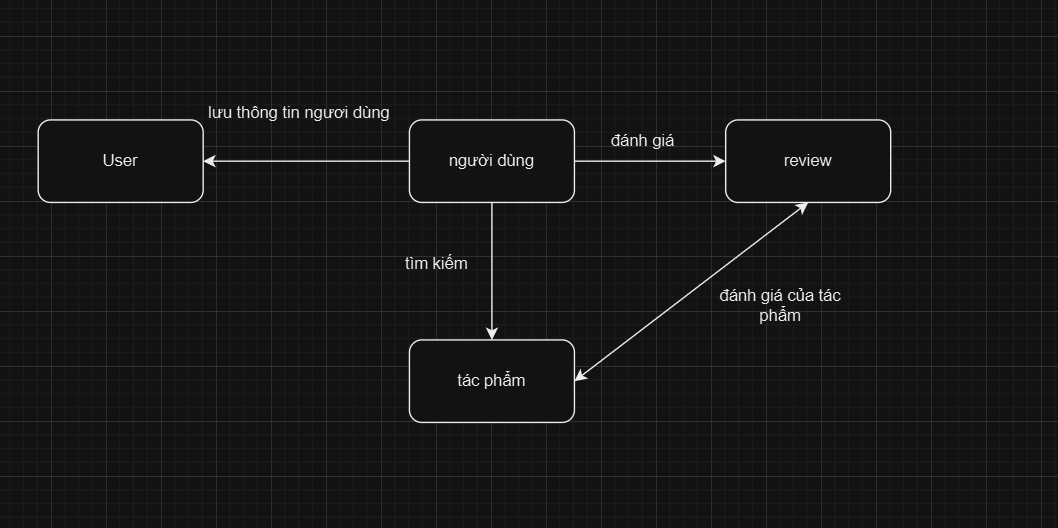 lưu thông tin ngươi dùng
User
người dùng
đánh giá
review
tìm kiếm
đánh giá của tác
phẩm
tác phẩm